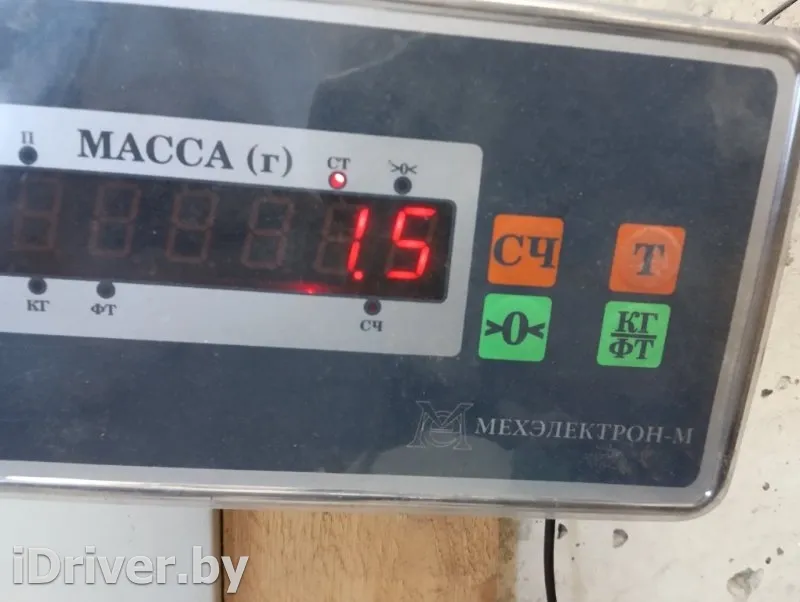 П
МАССА (г)
СТ
>0<
1.5
КГ
ФТ
СЧ
СЧ
Т
>0<
КГ
ФТ
МЕХЭЛЕКТРОН-М
iDriver.by